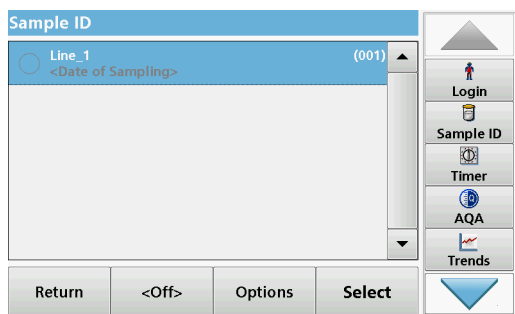 Sample ID
Line_1 (001)
<Date of Sampling>
Return <Off> Options Select
Login
Sample ID
Timer
AQA
Trends